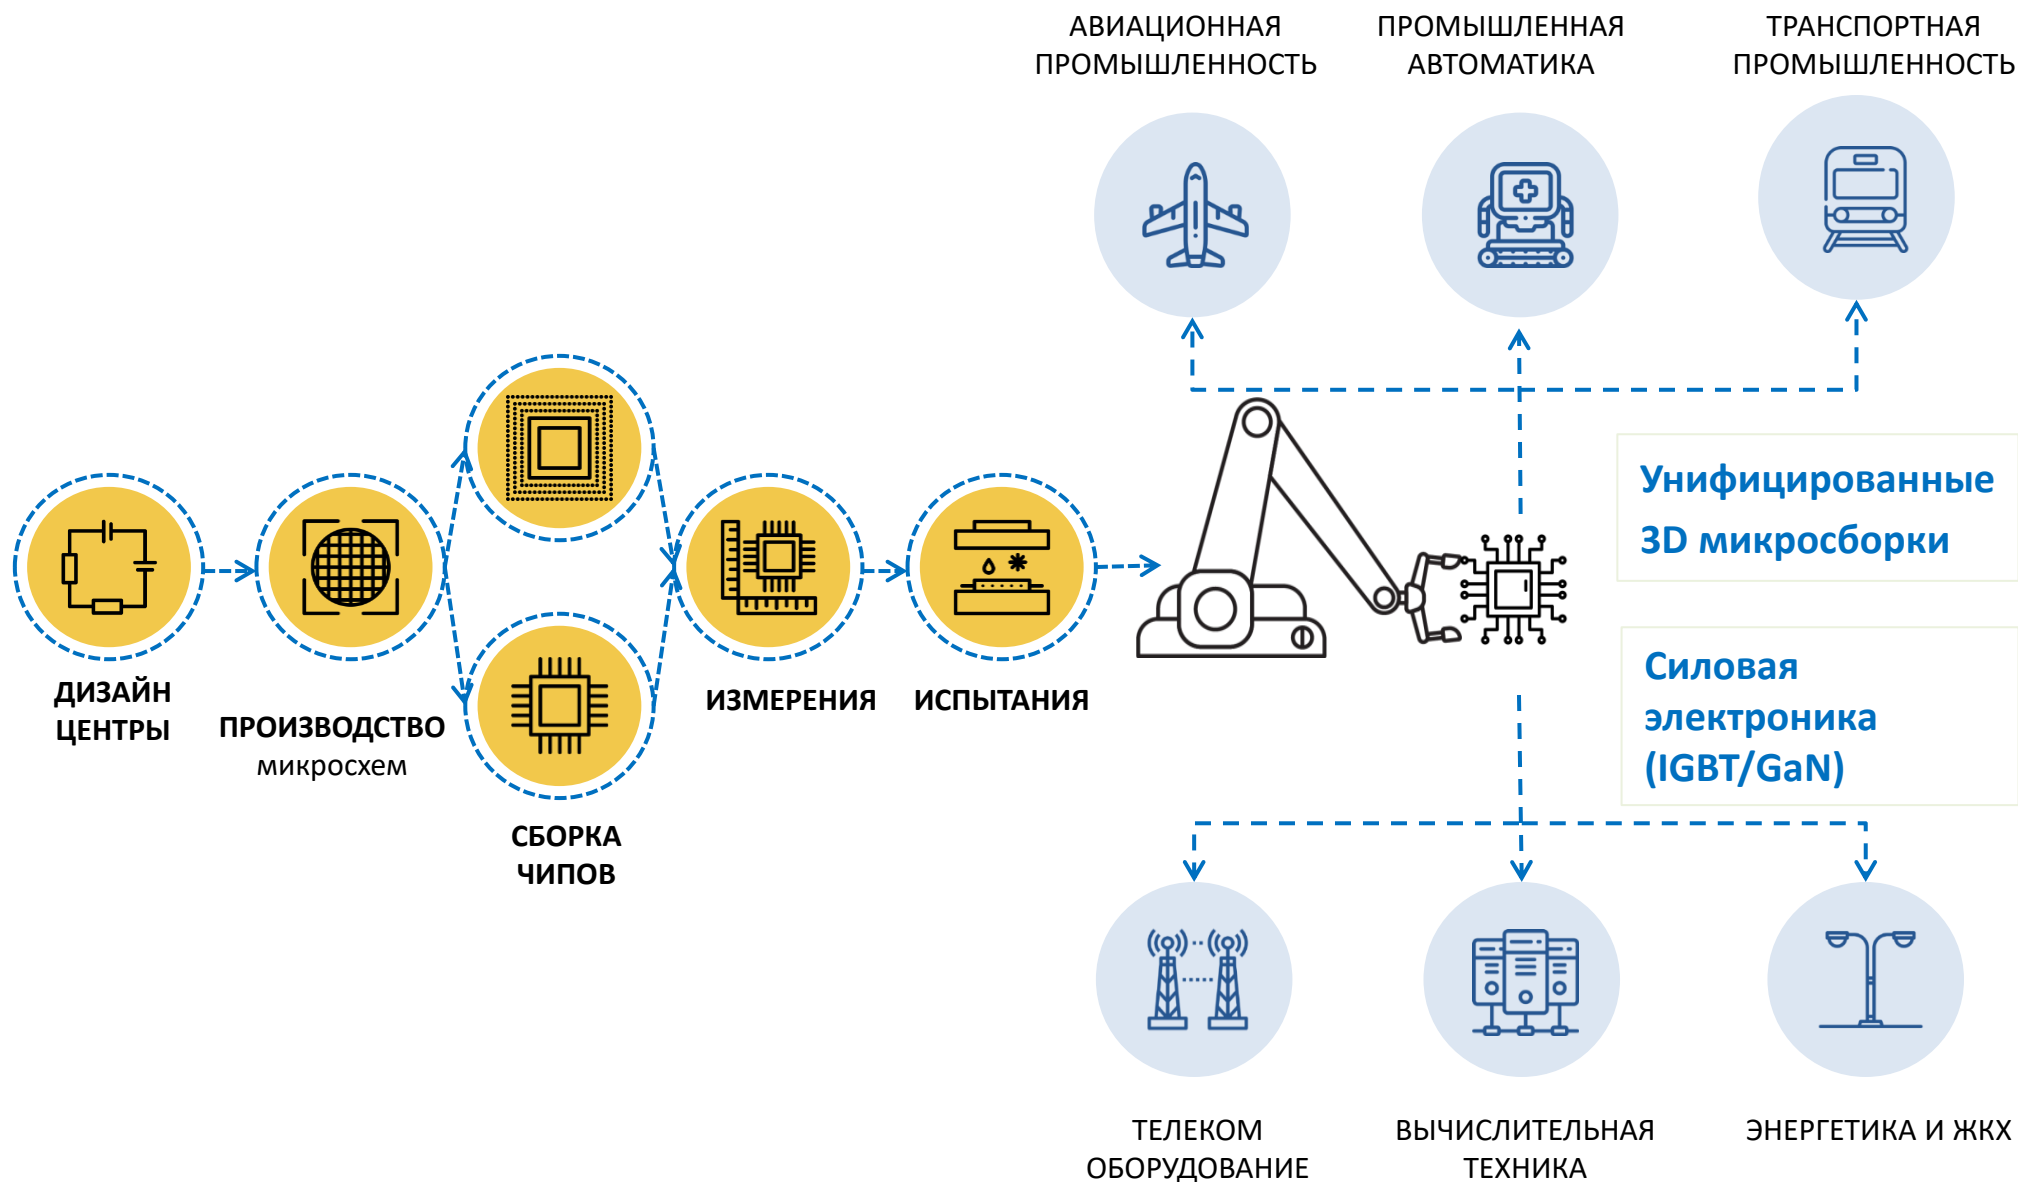 АВИАЦИОННАЯ
ПРОМЫШЛЕННОСТЬ
ПРОМЫШЛЕННАЯ
АВТОМАТИКА
ТРАНСПОРТНАЯ
ПРОМЫШЛЕННОСТЬ
Унифицированные
3D микросборки
Силовая
электроника
(IGBT/GaN)
ДИЗАЙН
ЦЕНТРЫ
ПРОИЗВОДСТВО
микросхем
СБОРКА
ЧИПОВ
ИЗМЕРЕНИЯ
ИСПЫТАНИЯ
ТЕЛЕКОМ
ОБОРУДОВАНИЕ
ВЫЧИСЛИТЕЛЬНАЯ
ТЕХНИКА
ЭНЕРГЕТИКА И ЖКХ